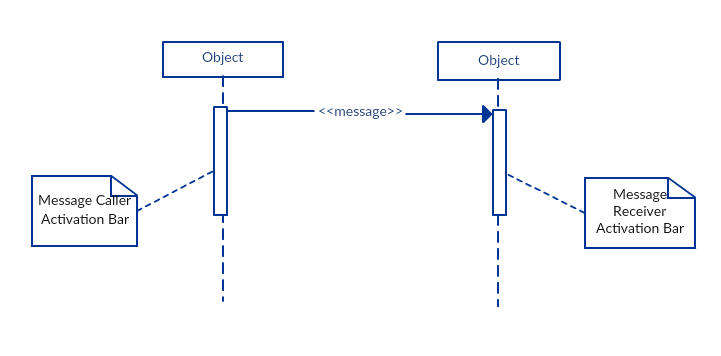 Object
Object
<<message>>
Message Caller
Activation Bar
Message
Receiver
Activation Bar